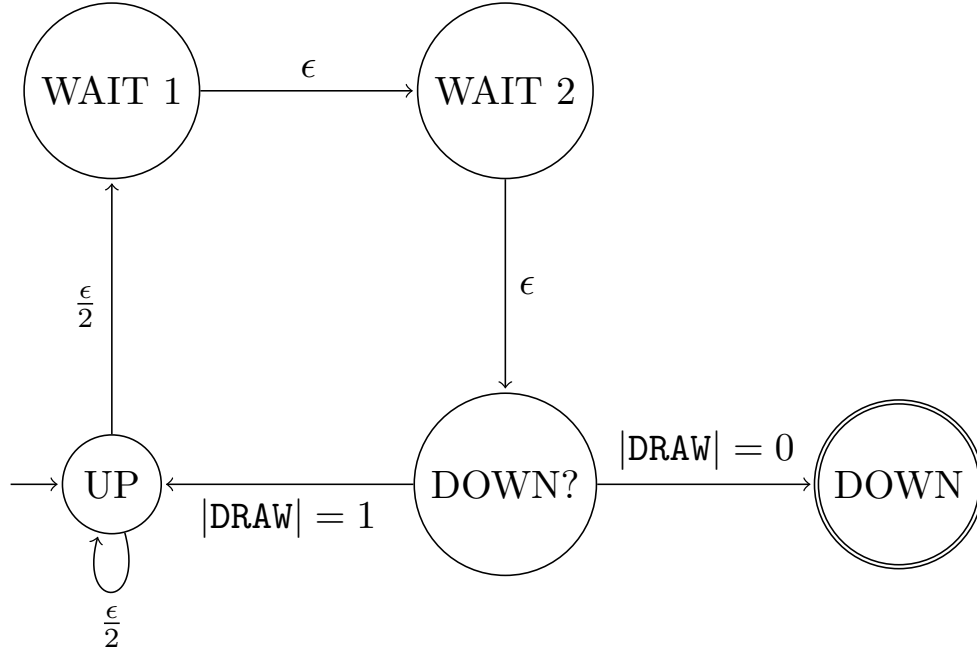 WAIT 1
ϵ
WAIT 2
ϵ/2
ϵ
|DRAW| = 0
UP
|DRAW| = 1
DOWN?
DOWN
ϵ/2